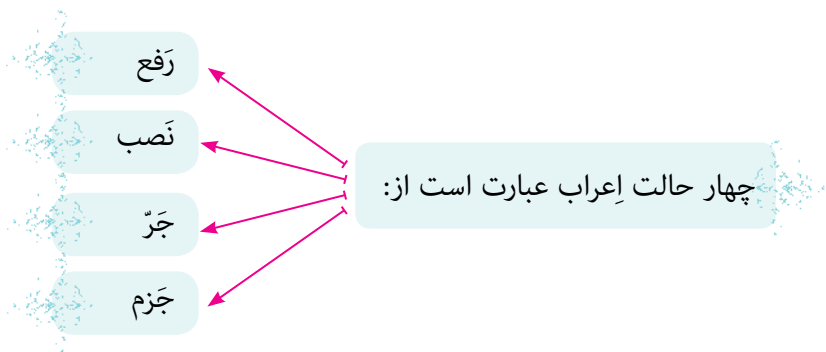 چهار حالت اِعراب عبارت است از:
رَفع
نَصب
جَرّ
جَزم